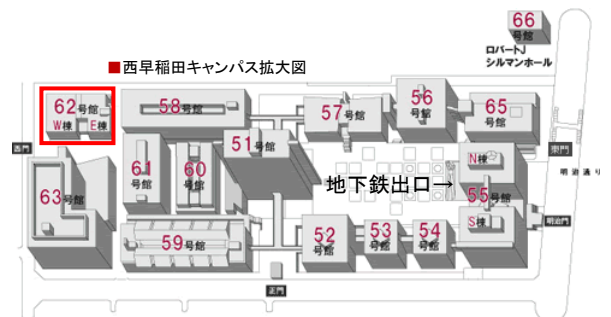 66
号館
ロバートJ
シルマンホール
■西早稲田キャンパス拡大図
62号館
W棟 E棟
58号館
57号館
56
号館
65
号館
51号館
西門
61
号館
60
号館
N棟
東門
明治通り
地下鉄出口→
55
号館
63号館
S棟
明治門
59号館
52
号館
53
号館
54
号館
正門